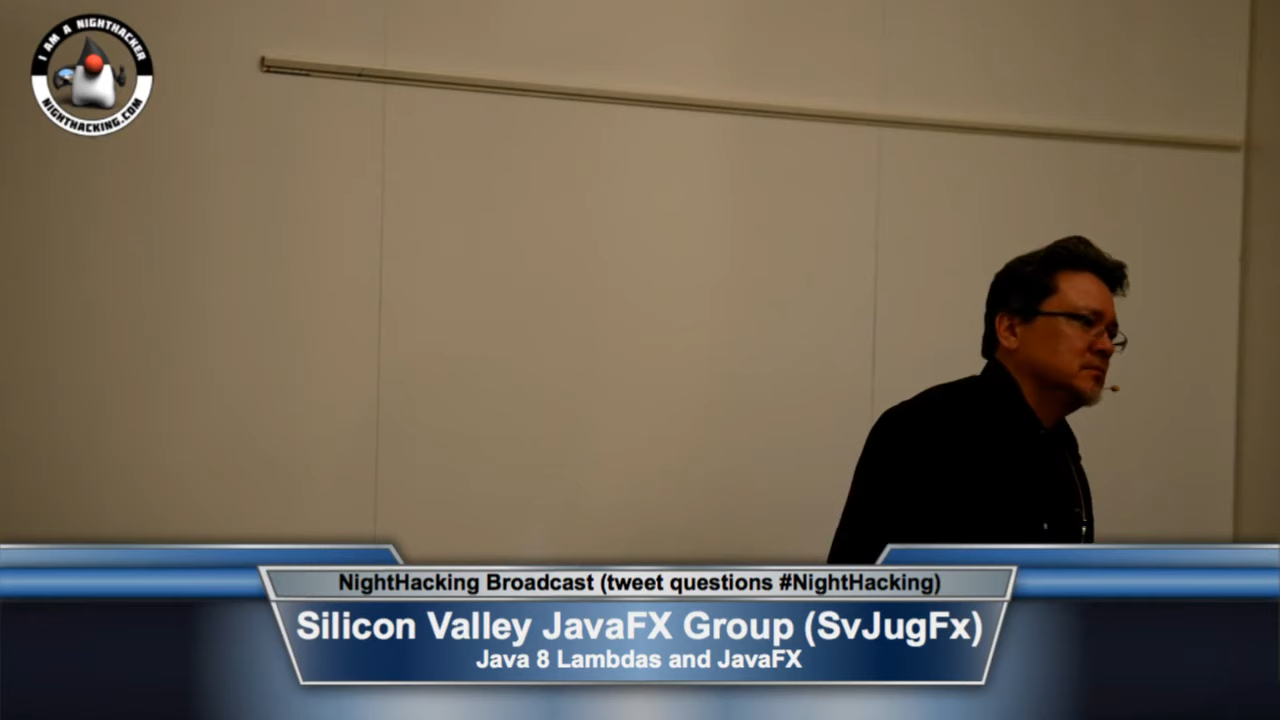 I AM A NIGHTHACKER
NIGHTHACKING.COM
NightHacking Broadcast (tweet questions #NightHacking)
Silicon Valley JavaFX Group (SvJugFx)
Java 8 Lambdas and JavaFX